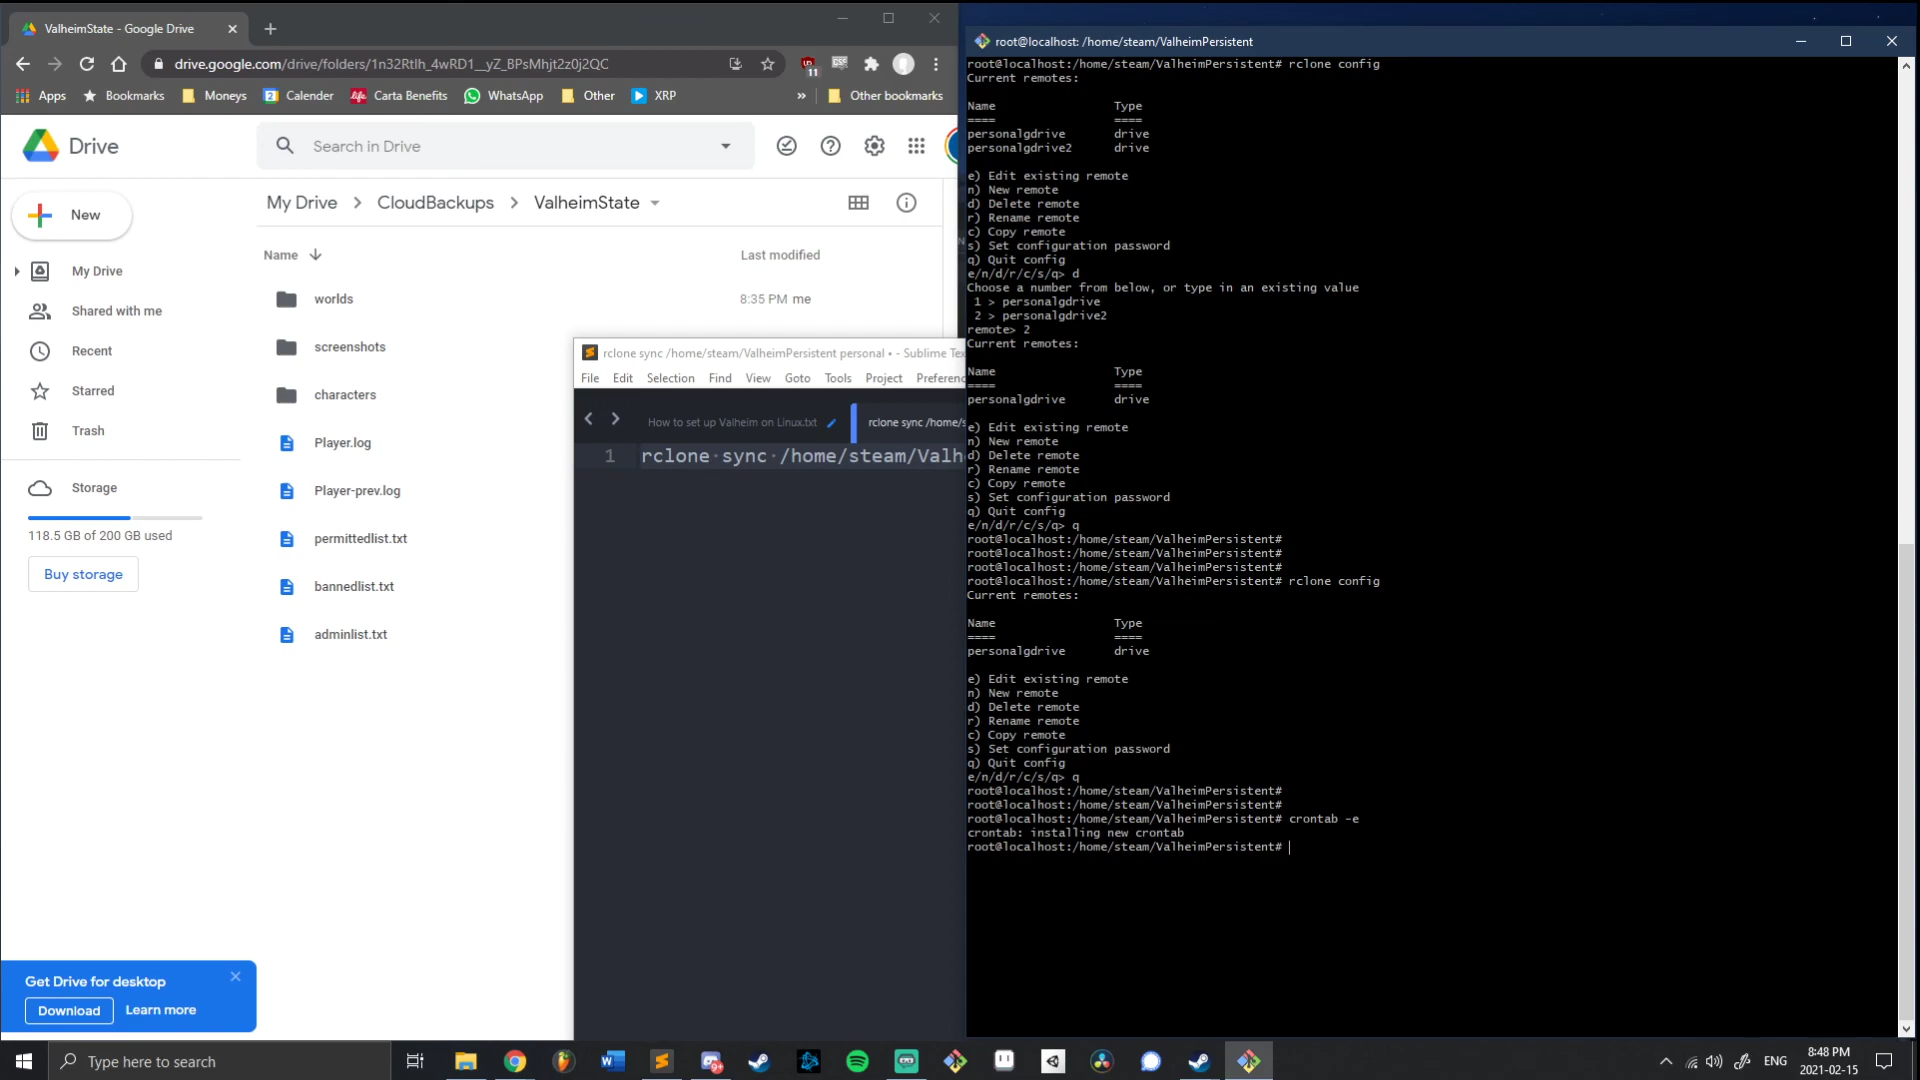 ValheimState - Google Drive
drive.google.com/drive/folders/1n32Rtlh_4wRD1__yZ_BPsMhjt2z0j2QC
11
Apps
Bookmarks
Moneys
Calender
Carta Benefits
WhatsApp
Other
XRP
»
Other bookmarks
Drive
Search in Drive
New
My Drive
Shared with me
Recent
Starred
Trash
Storage
118.5 GB of 200 GB used
Buy storage
My Drive > CloudBackups > ValheimState
Name
Last modified
worlds
8:35 PM me
screenshots
characters
Player.log
Player-prev.log
permittedlist.txt
bannedlist.txt
adminlist.txt
Get Drive for desktop
Download
Learn more
rclone sync /home/steam/ValheimPersistent personal • - Sublime Tex
File Edit Selection Find View Goto Tools Project Preferenc
How to set up Valheim on Linux.txt
rclone sync /home/s
1 rclone sync /home/steam/Valh
root@localhost: /home/steam/ValheimPersistent
root@localhost:/home/steam/ValheimPersistent# rclone config
Current remotes:
Name Type
==== ====
personalgdrive drive
personalgdrive2 drive
e) Edit existing remote
n) New remote
d) Delete remote
r) Rename remote
c) Copy remote
s) Set configuration password
q) Quit config
e/n/d/r/c/s/q> d
Choose a number from below, or type in an existing value
1 > personalgdrive
2 > personalgdrive2
remote> 2
Current remotes:
Name Type
==== ====
personalgdrive drive
e) Edit existing remote
n) New remote
d) Delete remote
r) Rename remote
c) Copy remote
s) Set configuration password
q) Quit config
e/n/d/r/c/s/q> q
root@localhost:/home/steam/ValheimPersistent#
root@localhost:/home/steam/ValheimPersistent#
root@localhost:/home/steam/ValheimPersistent#
root@localhost:/home/steam/ValheimPersistent# rclone config
Current remotes:
Name Type
==== ====
personalgdrive drive
e) Edit existing remote
n) New remote
d) Delete remote
r) Rename remote
c) Copy remote
s) Set configuration password
q) Quit config
e/n/d/r/c/s/q> q
root@localhost:/home/steam/ValheimPersistent#
root@localhost:/home/steam/ValheimPersistent#
root@localhost:/home/steam/ValheimPersistent# crontab -e
crontab: installing new crontab
root@localhost:/home/steam/ValheimPersistent#
Type here to search
ENG
8:48 PM
2021-02-15